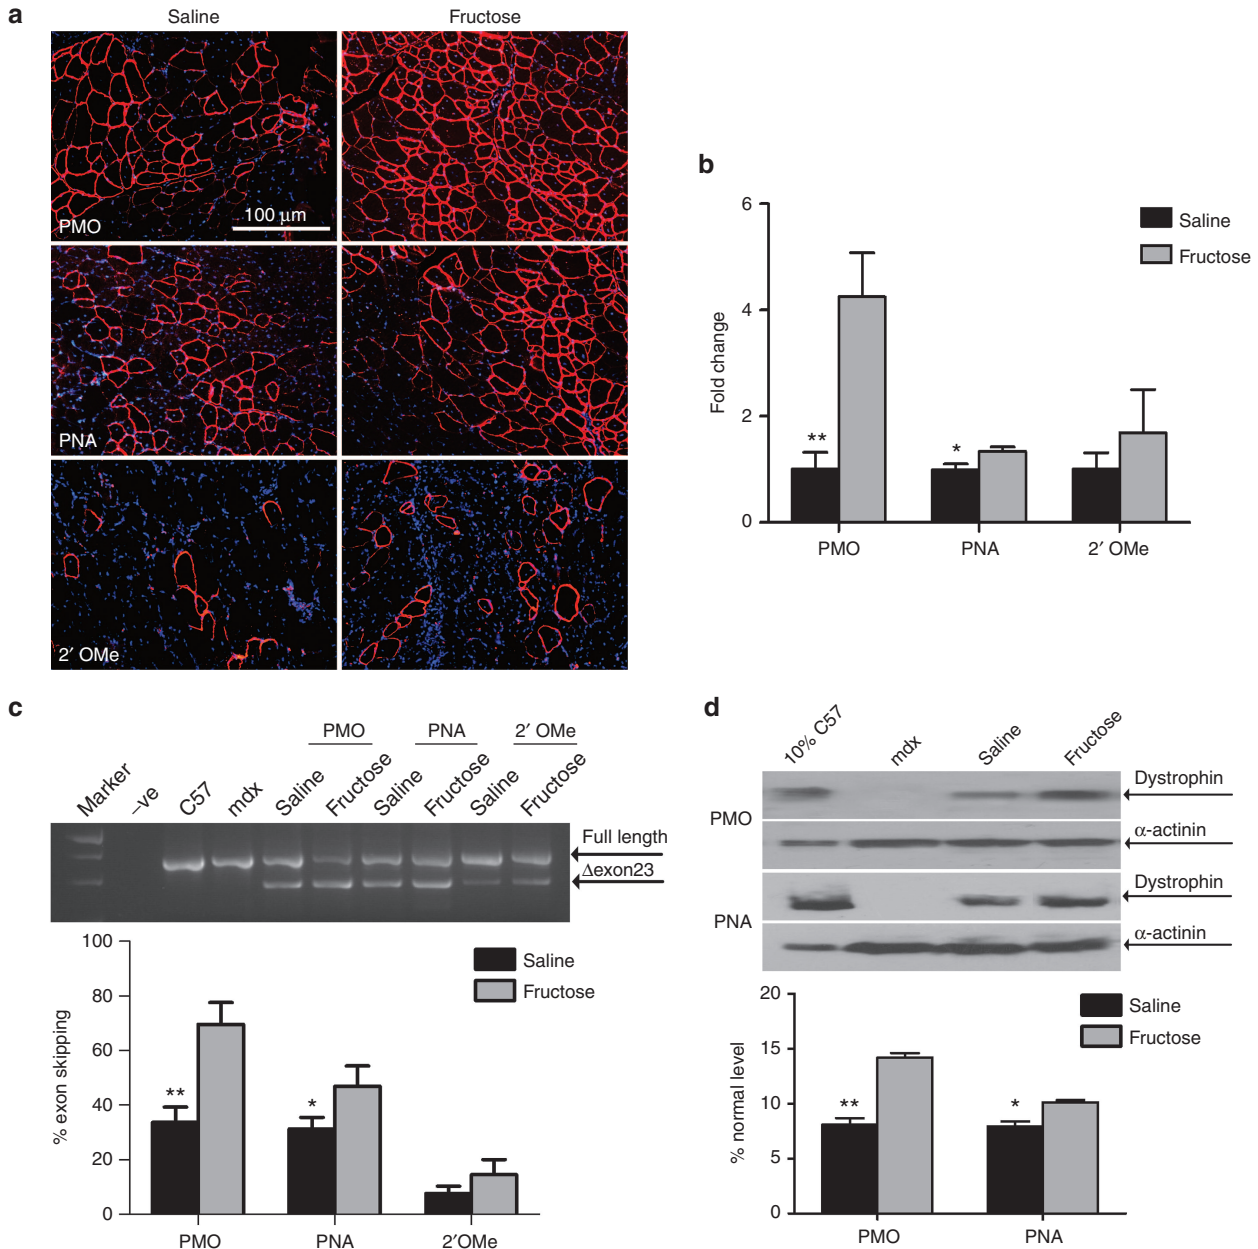 a
Saline
Fructose
PMO
100 μm
PNA
2′ OMe
b
6
4
2
0
Fold change
**
*
Saline
Fructose
PMO
PNA
2′ OMe
c
PMO
PNA
2′ OMe
Marker
–ve
C57
mdx
Saline
Fructose
Saline
Fructose
Saline
Fructose
Full length
Δexon23
100
80
60
40
20
0
% exon skipping
**
*
Saline
Fructose
PMO
PNA
2′OMe
d
10% C57
mdx
Saline
Fructose
PMO
Dystrophin
α-actinin
PNA
Dystrophin
α-actinin
20
15
10
5
0
% normal level
**
*
Saline
Fructose
PMO
PNA